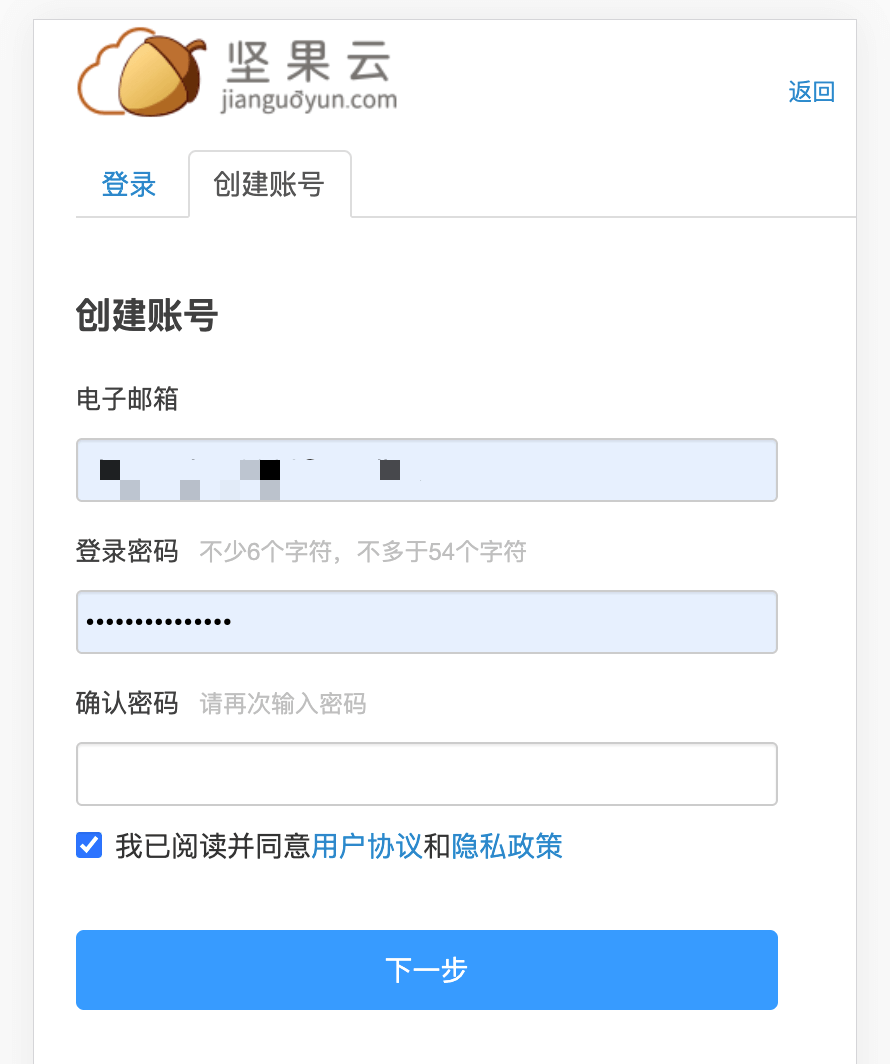 坚果云
jianguoyun.com
返回
登录 创建账号
创建账号
电子邮箱
登录密码 不少6个字符，不多于54个字符
•••••••••••••••
确认密码 请再次输入密码
我已阅读并同意用户协议和隐私政策
下一步